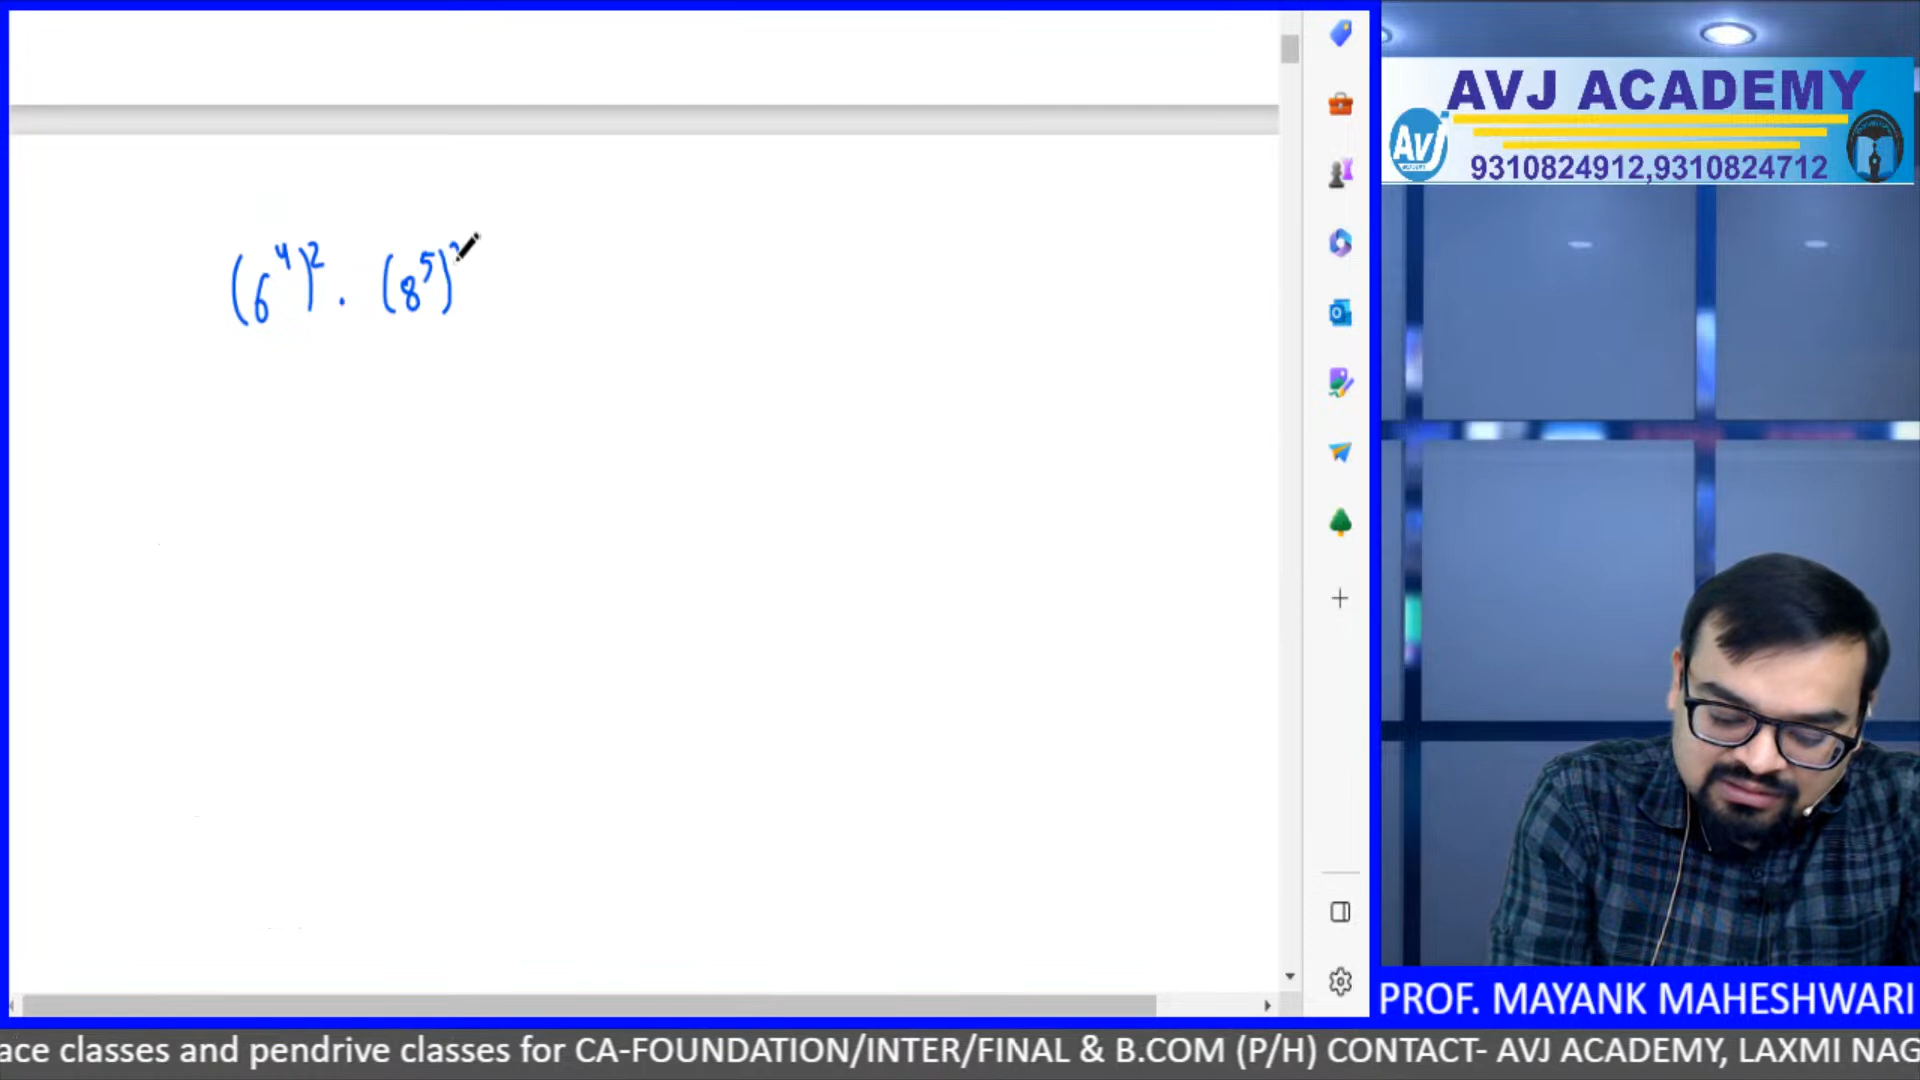 AVJ ACADEMY
AVJ
9310824912,9310824712
(6⁴)² . (8⁵)
PROF. MAYANK MAHESHWARI
ace classes and pendrive classes for CA-FOUNDATION/INTER/FINAL & B.COM (P/H) CONTACT- AVJ ACADEMY, LAXMI NAG